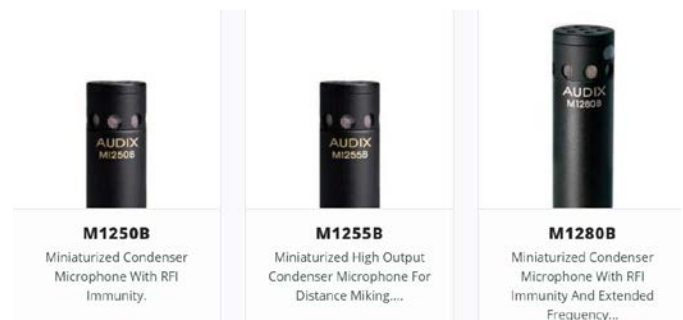 AUDIX
M1250B
AUDIX
M1255B
AUDIX
M1280B
M1250B
Miniaturized Condenser
Microphone With RFI
Immunity.
M1255B
Miniaturized High Output
Condenser Microphone For
Distance Miking....
M1280B
Miniaturized Condenser
Microphone With RFI
Immunity And Extended
Frequency...